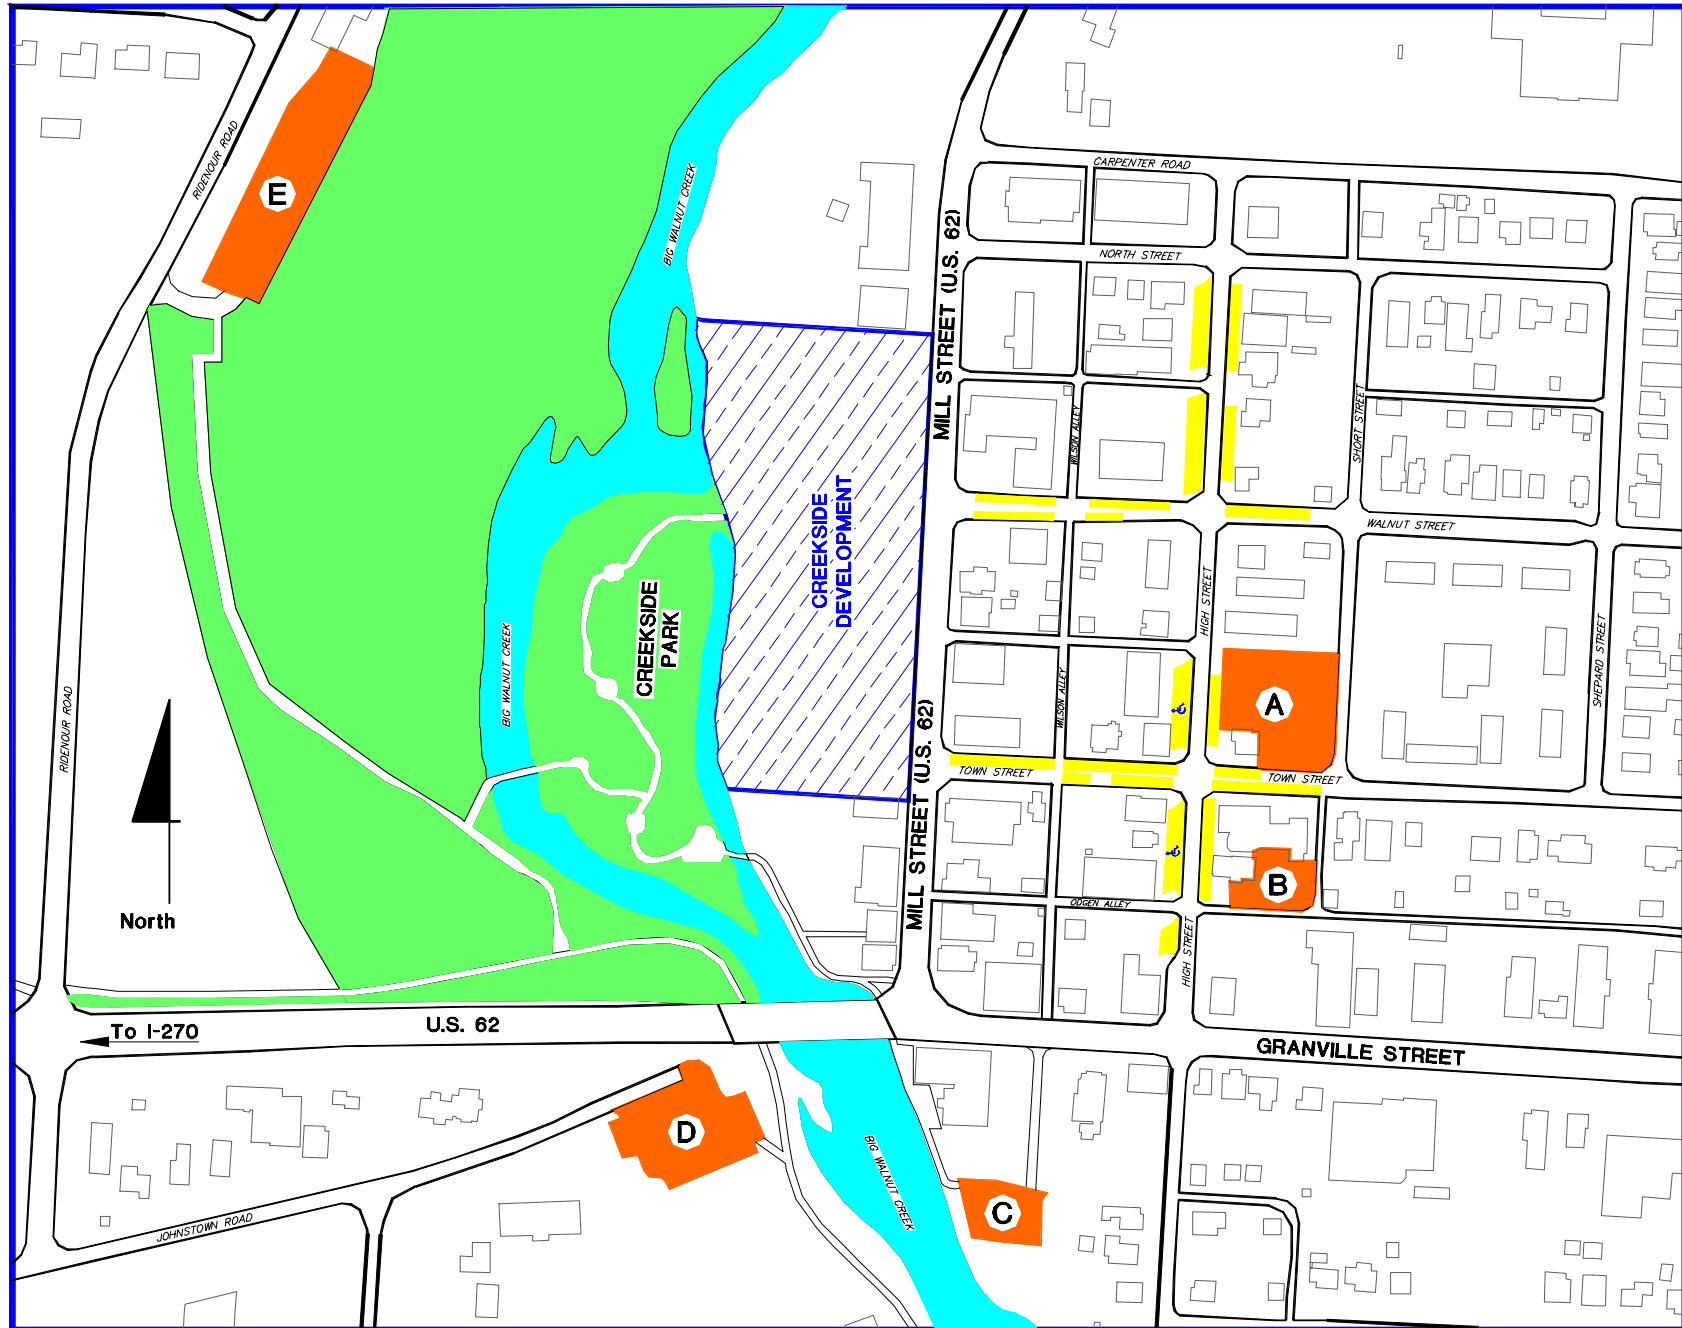 RIDENOUR ROAD
E
BIG WALNUT CREEK
CARPENTER ROAD
NORTH STREET
MILL STREET (U.S. 62)
WILSON ALLEY
SHORT STREET
CREEKSIDE
DEVELOPMENT
WALNUT STREET
HIGH STREET
CREEKSIDE
PARK
BIG WALNUT CREEK
SHEPARD STREET
RIDENOUR ROAD
WILSON ALLEY
A
MILL STREET (U.S. 62)
TOWN STREET
TOWN STREET
B
ODGEN ALLEY
North
HIGH STREET
To I-270
U.S. 62
GRANVILLE STREET
D
BIG WALNUT CREEK
C
JOHNSTOWN ROAD